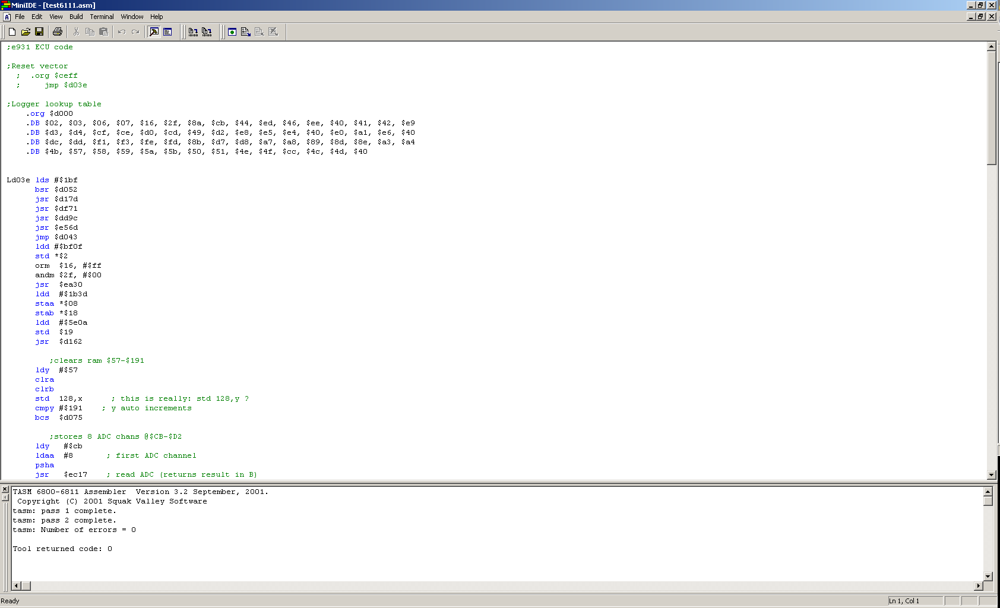 MiniIDE - [test6111.asm]
File Edit View Build Terminal Window Help
;e931 ECU code
;Reset vector
;  .org $ceff
;     jmp $d03e
;Logger lookup table
.org $d000
.DB $02, $03, $06, $07, $16, $2f, $8a, $cb, $44, $ed, $46, $ee, $40, $41, $42, $e9
.DB $d3, $d4, $cf, $ce, $d0, $cd, $49, $d2, $e8, $e5, $e4, $40, $e0, $a1, $e6, $40
.DB $dc, $dd, $f1, $f3, $fe, $fd, $8b, $d7, $d8, $a7, $a8, $89, $8d, $8e, $a3, $a4
.DB $4b, $57, $58, $59, $5a, $5b, $50, $51, $4e, $4f, $cc, $4c, $4d, $40
Ld03e lds #$1bf
bsr $d052
jsr $d17d
jsr $df71
jsr $dd9c
jsr $e56d
jmp $d043
ldd #$bf0f
std *$2
orm  $16, #$ff
andm $2f, #$00
jsr  $ea30
ldd  #$1b3d
staa *$08
stab *$18
ldd  #$5e0a
std  $19
jsr  $d162
;clears ram $57-$191
ldy  #$57
clra
clrb
std  128,x      ; this is really: std 128,y ?
cmpy #$191    ; y auto increments
bcs  $d075
;stores 8 ADC chans @$CB-$D2
ldy   #$cb
ldaa  #8       ; first ADC channel
psha
jsr   $ec17    ; read ADC (returns result in B)
TASM 6800-6811 Assembler  Version 3.2 September, 2001.
Copyright (C) 2001 Squak Valley Software
tasm: pass 1 complete.
tasm: pass 2 complete.
tasm: Number of errors = 0
Tool returned code: 0
Ready
Ln 1, Col 1